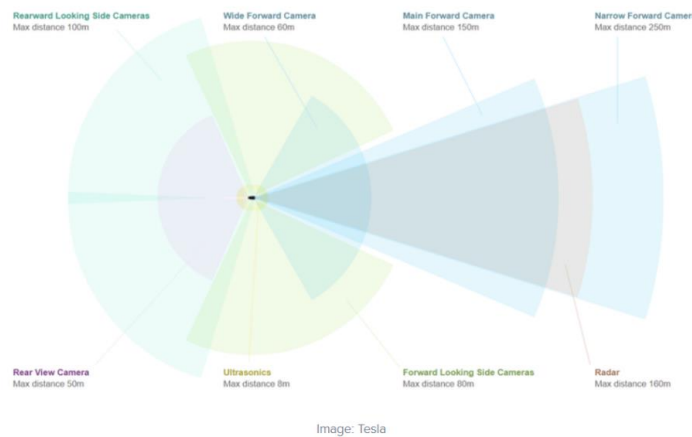 Rearward Looking Side Cameras
Max distance 100m
Wide Forward Camera
Max distance 60m
Main Forward Camera
Max distance 150m
Narrow Forward Camer
Max distance 250m
Rear View Camera
Max distance 50m
Ultrasonics
Max distance 8m
Forward Looking Side Cameras
Max distance 80m
Radar
Max distance 160m
Image: Tesla